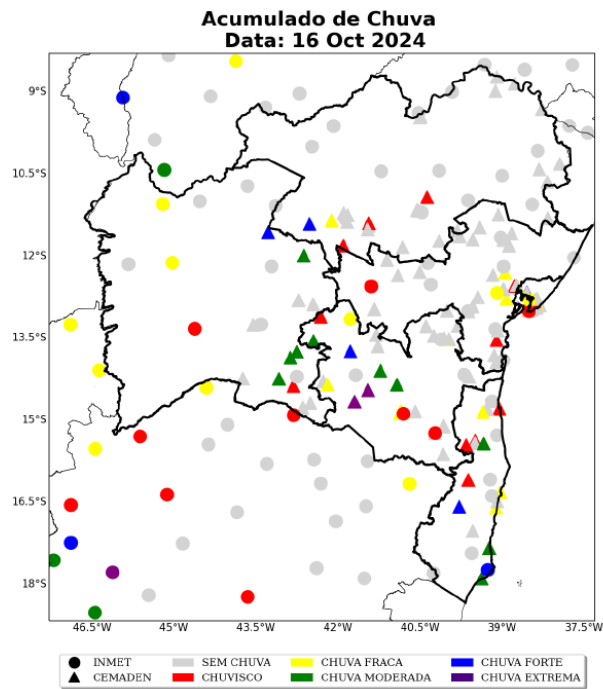 Acumulado de Chuva
Data: 16 Oct 2024
9°S
10.5°S
12°S
13.5°S
15°S
16.5°S
18°S
46.5°W 45°W 43.5°W 42°W 40.5°W 39°W 37.5°W
INMET SEM CHUVA CHUVA FRACA CHUVA FORTE
CEMADEN CHUVISCO CHUVA MODERADA CHUVA EXTREMA